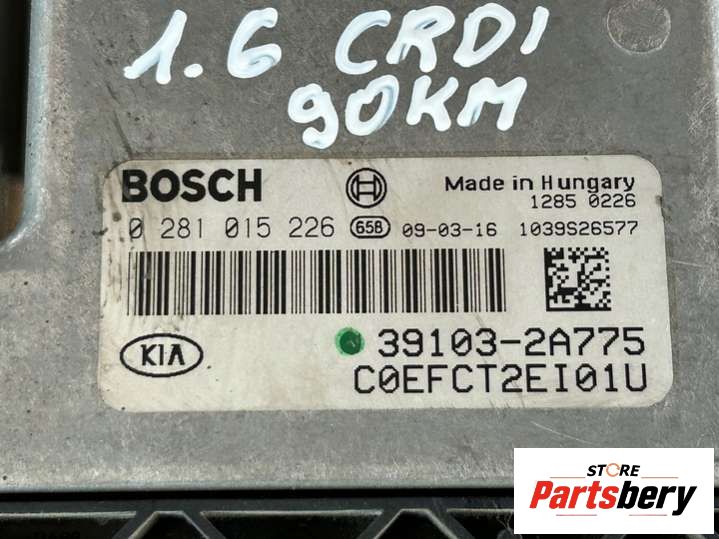 1.6 CRDI
90KM
BOSCH
Made in Hungary
1285 0226
0 281 015 226 658 09-03-16 1039S26577
KIA
39103-2A775
C0EFCT2EI01U
STORE
Partsbery